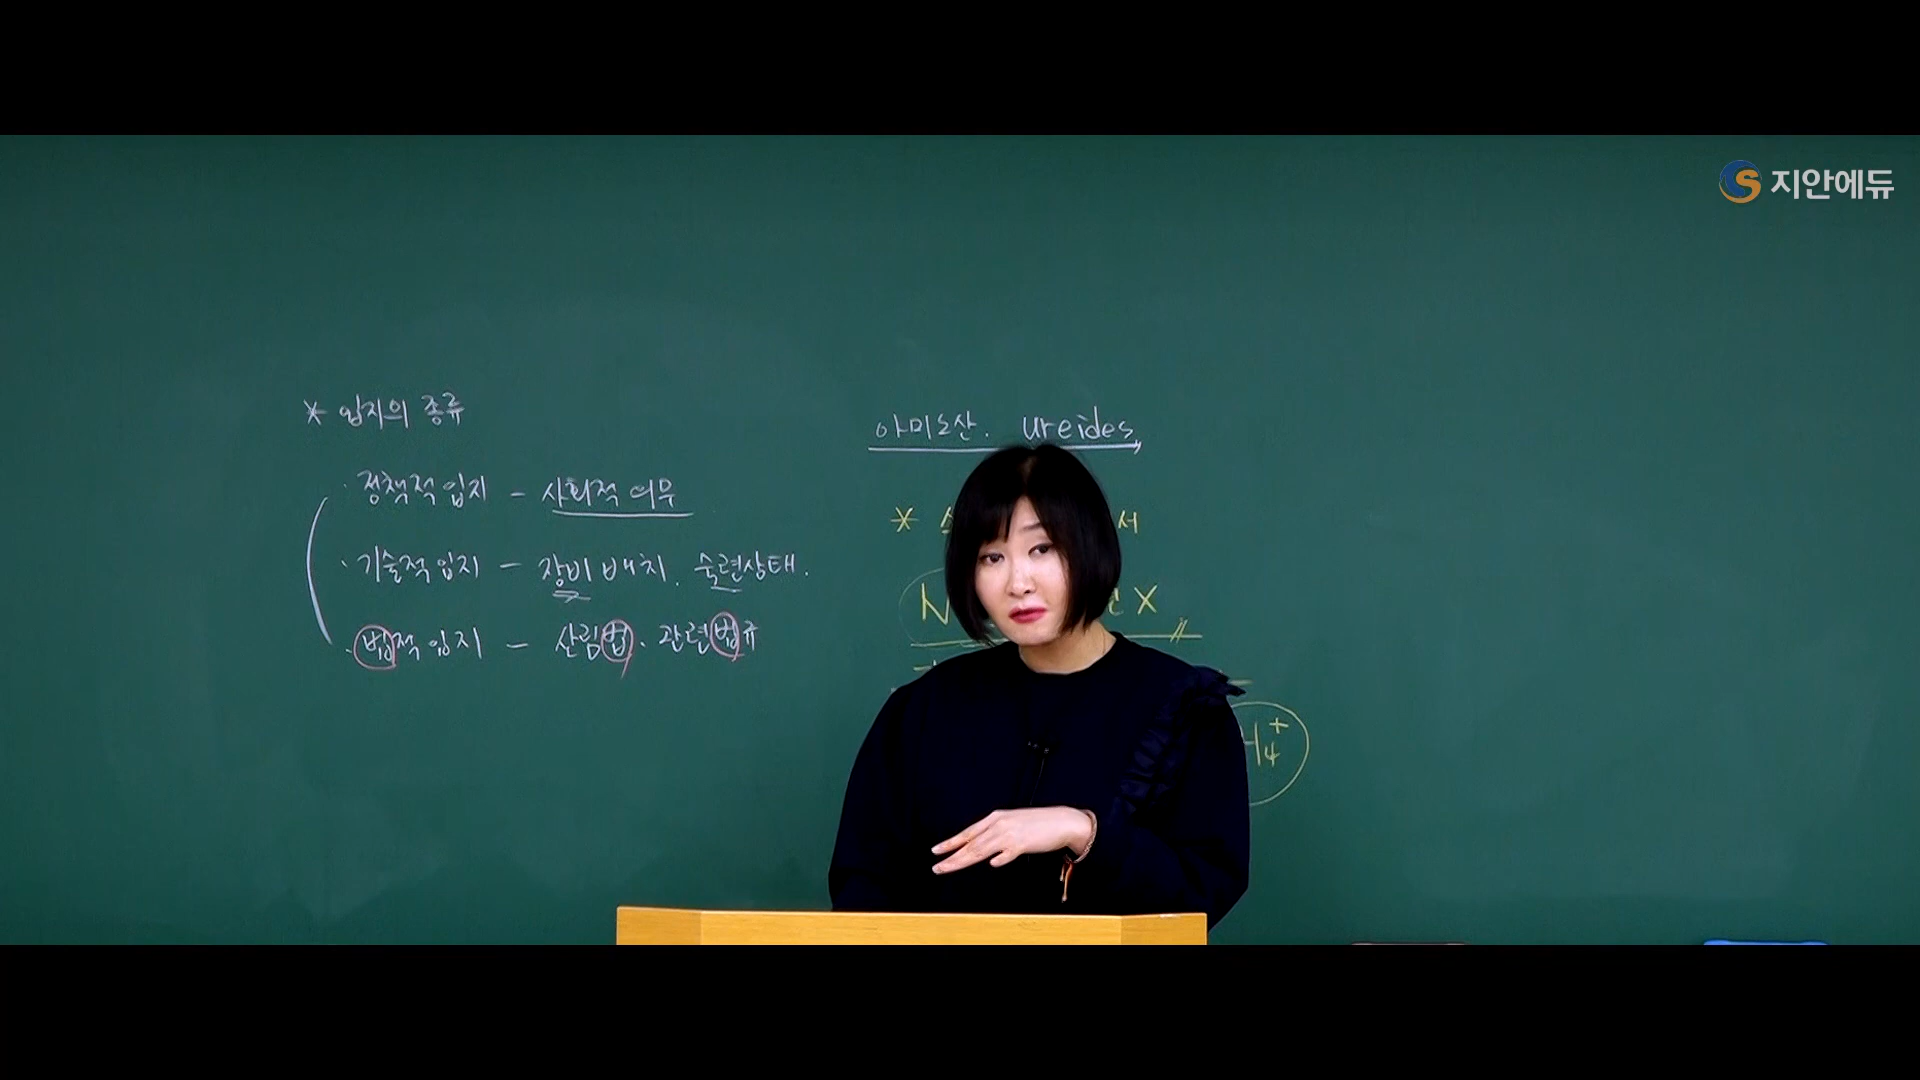 지안에듀
* 입지의 종류
· 정책적 입지 - 사회적 의무
· 기술적 입지 - 장비 배치. 숙련상태.
· 법적 입지 - 산림법. 관련법규
아미노산. ureides,
*
서
N
X
H₄⁺